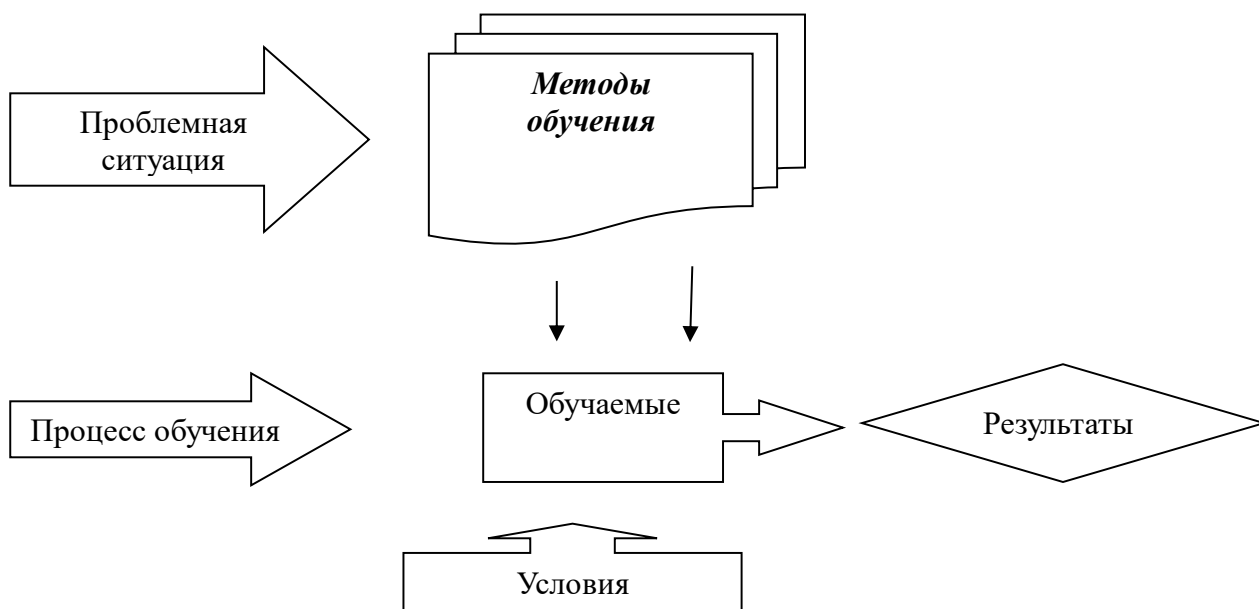 Проблемная
ситуация
Методы
обучения
Процесс обучения
Обучаемые
Результаты
Условия